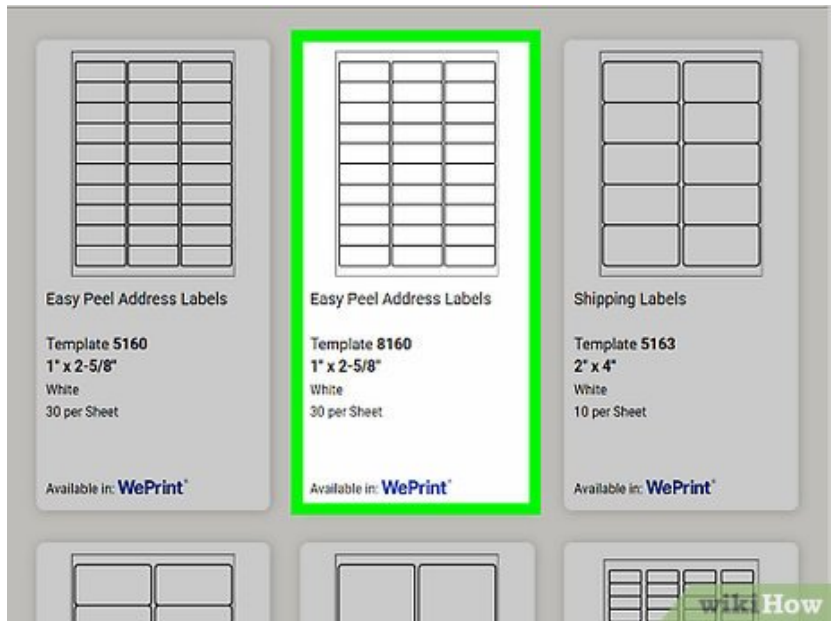 Easy Peel Address Labels
Template 5160
1" x 2-5/8"
White
30 per Sheet
Available in: WePrint®
Easy Peel Address Labels
Template 8160
1" x 2-5/8"
White
30 per Sheet
Available in: WePrint®
Shipping Labels
Template 5163
2" x 4"
White
10 per Sheet
Available in: WePrint®
wikiHow